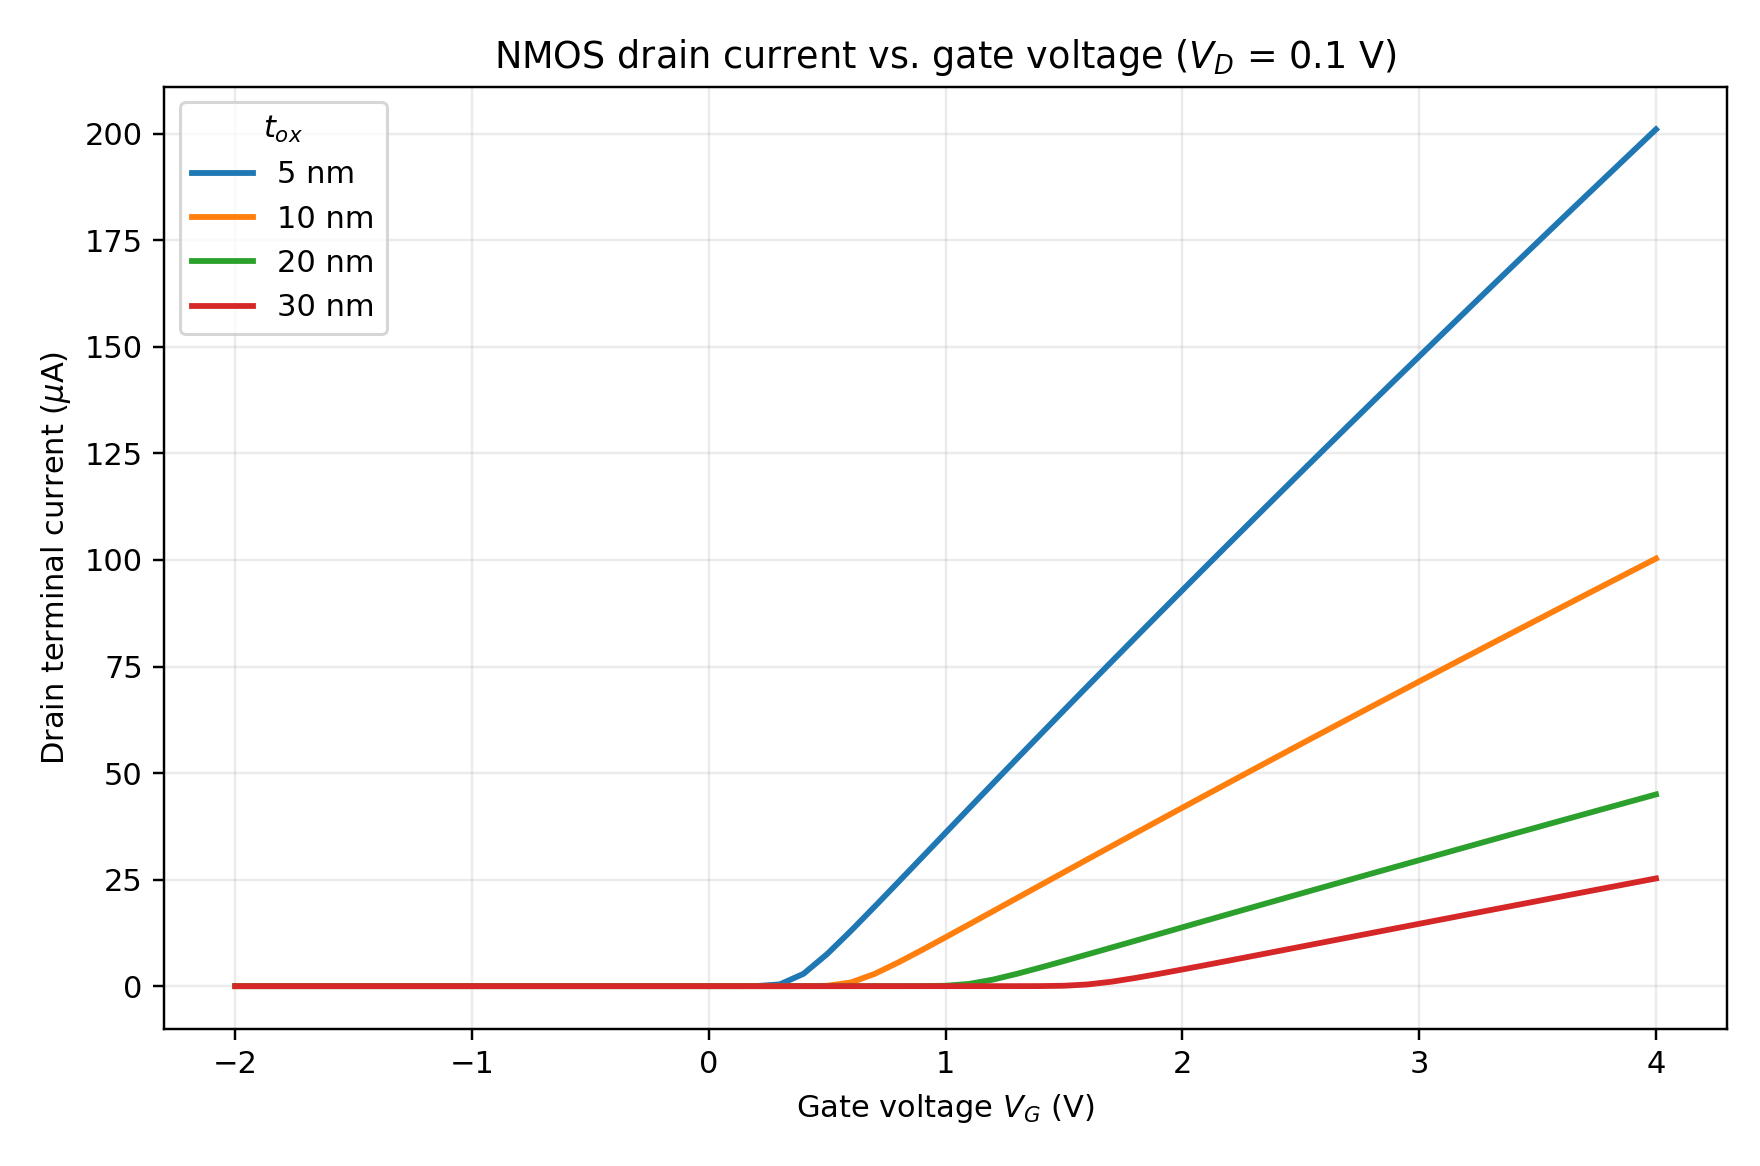 NMOS drain current vs. gate voltage (V_D = 0.1 V)
t_ox
5 nm
10 nm
20 nm
30 nm
Drain terminal current (μA)
200
175
150
125
100
75
50
25
0
−2
−1
0
1
2
3
4
Gate voltage V_G (V)